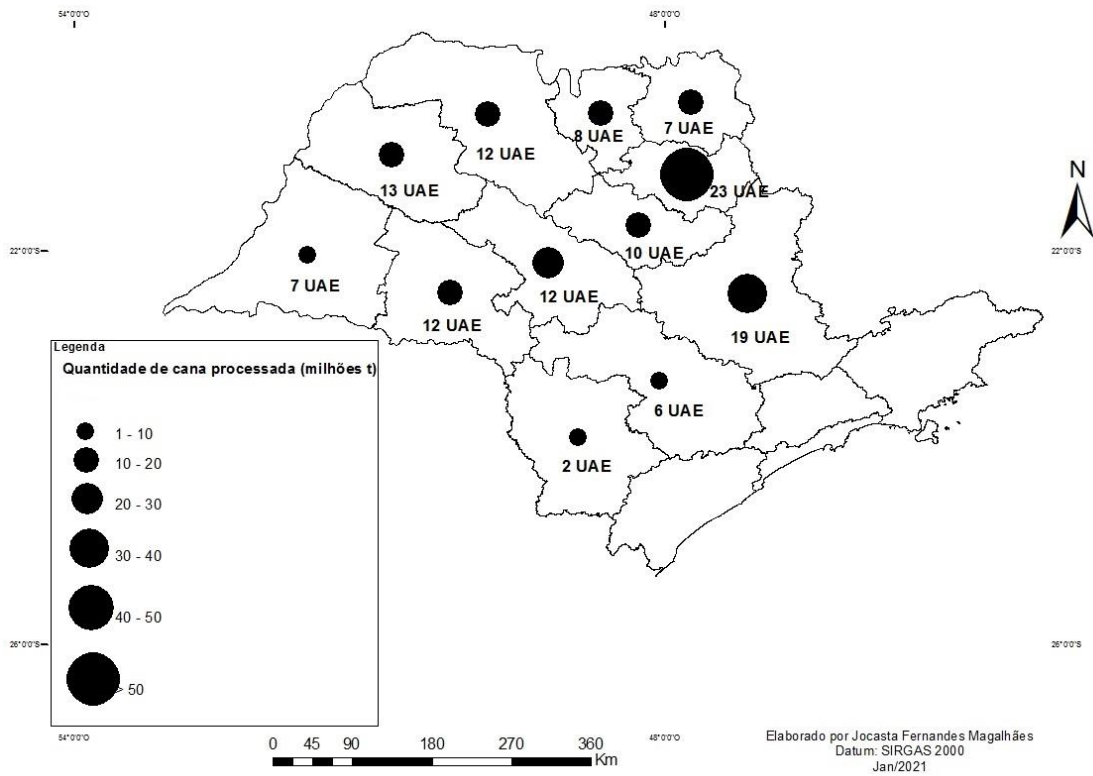 54°0'0"O
48°0'0"O
8 UAE
7 UAE
12 UAE
13 UAE
23 UAE
N
10 UAE
22°0'0"S
22°0'0"S
7 UAE
12 UAE
12 UAE
19 UAE
6 UAE
2 UAE
Legenda
Quantidade de cana processada (milhões t)
1 - 10
10 - 20
20 - 30
30 - 40
40 - 50
> 50
26°0'0"S
26°0'0"S
54°0'0"O
48°0'0"O
0 45 90 180 270 360
Km
Elaborado por Jocasta Fernandes Magalhães
Datum: SIRGAS 2000
Jan/2021